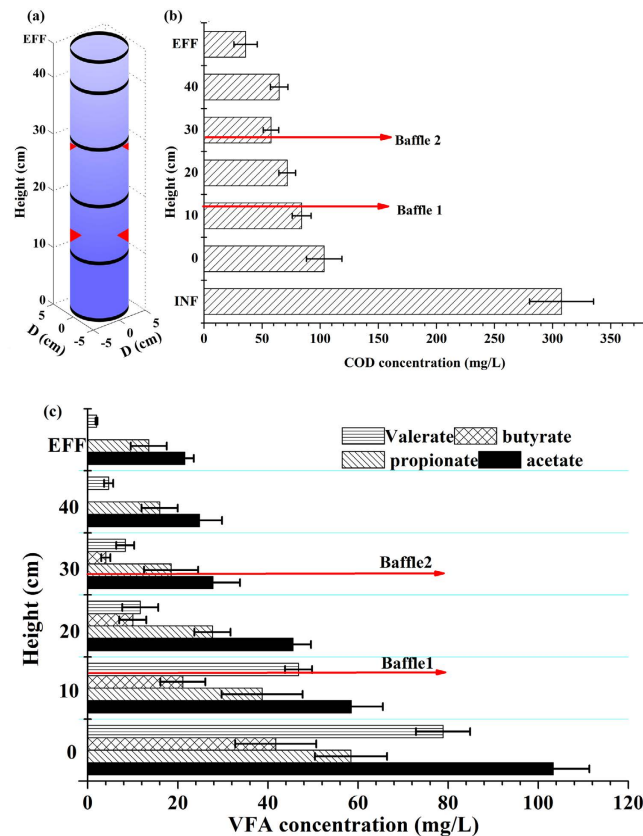 (a)
EFF
40
30
20
10
0
Height (cm)
5
0
-5
D (cm)
-5
0
5
D (cm)
(b)
EFF
40
30
20
10
0
INF
Height (cm)
Baffle 2
Baffle 1
0 50 100 150 200 250 300 350
COD concentration (mg/L)
(c)
Valerate butyrate
propionate acetate
EFF
40
30
20
10
0
Height (cm)
Baffle2
Baffle1
0 20 40 60 80 100 120
VFA concentration (mg/L)